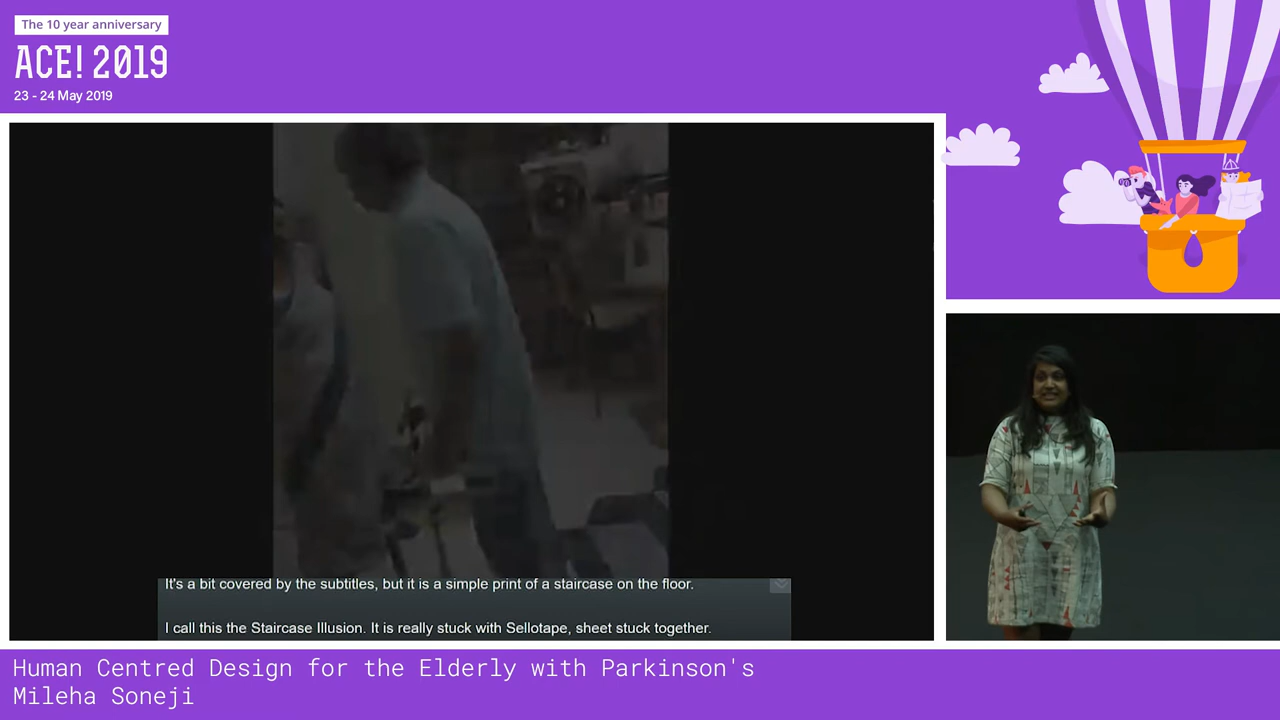 The 10 year anniversary
ACE! 2019
23 - 24 May 2019
It's a bit covered by the subtitles, but it is a simple print of a staircase on the floor.
I call this the Staircase Illusion. It is really stuck with Sellotape, sheet stuck together.
Human Centred Design for the Elderly with Parkinson's
Mileha Soneji